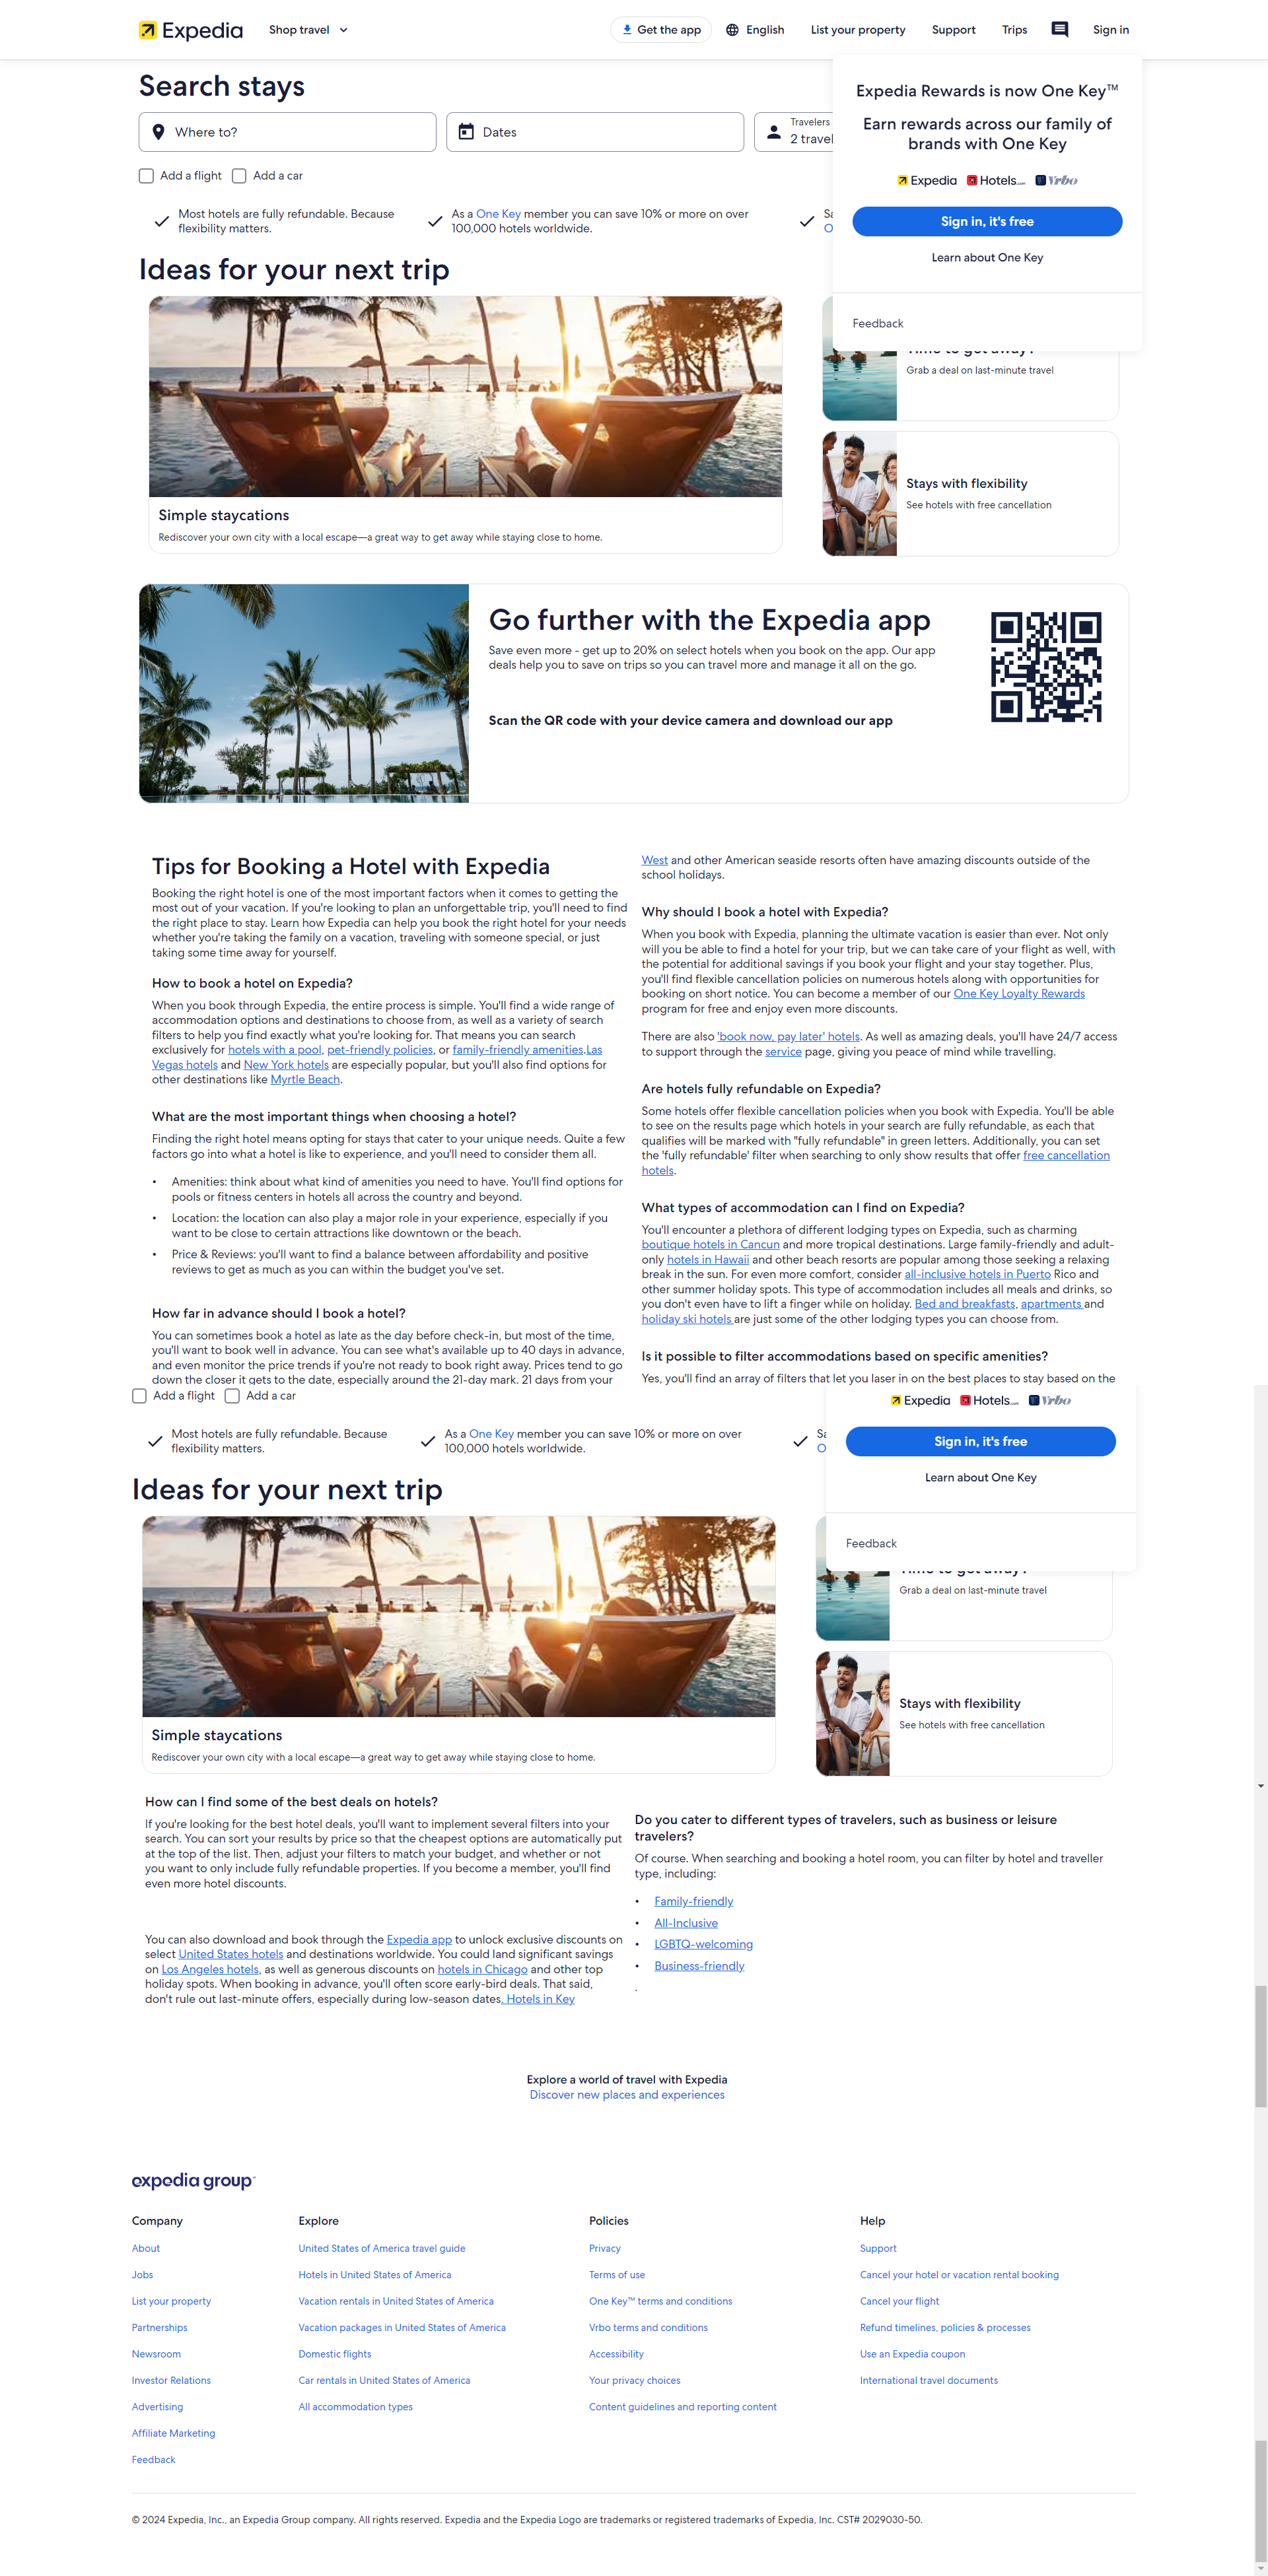 Expedia
Shop travel
Get the app
English
List your property
Support
Trips
Sign in
Search stays
Where to?
Dates
Travelers
2 travel
Add a flight
Add a car
Most hotels are fully refundable. Because
flexibility matters.
As a One Key member you can save 10% or more on over
100,000 hotels worldwide.
Expedia Rewards is now One Key™
Earn rewards across our family of
brands with One Key
Expedia
Hotels.com
Vrbo
Sign in, it's free
Learn about One Key
Feedback
Ideas for your next trip
Simple staycations
Rediscover your own city with a local escape—a great way to get away while staying close to home.
Grab a deal on last-minute travel
Stays with flexibility
See hotels with free cancellation
Go further with the Expedia app
Save even more - get up to 20% on select hotels when you book on the app. Our app
deals help you to save on trips so you can travel more and manage it all on the go.
Scan the QR code with your device camera and download our app
Tips for Booking a Hotel with Expedia
Booking the right hotel is one of the most important factors when it comes to getting the
most out of your vacation. If you're looking to plan an unforgettable trip, you'll need to find
the right place to stay. Learn how Expedia can help you book the right hotel for your needs
whether you're taking the family on a vacation, traveling with someone special, or just
taking some time away for yourself.
How to book a hotel on Expedia?
When you book through Expedia, the entire process is simple. You'll find a wide range of
accommodation options and destinations to choose from, as well as a variety of search
filters to help you find exactly what you're looking for. That means you can search
exclusively for hotels with a pool, pet-friendly policies, or family-friendly amenities.Las
Vegas hotels and New York hotels are especially popular, but you'll also find options for
other destinations like Myrtle Beach.
What are the most important things when choosing a hotel?
Finding the right hotel means opting for stays that cater to your unique needs. Quite a few
factors go into what a hotel is like to experience, and you'll need to consider them all.
• Amenities: think about what kind of amenities you need to have. You'll find options for
pools or fitness centers in hotels all across the country and beyond.
• Location: the location can also play a major role in your experience, especially if you
want to be close to certain attractions like downtown or the beach.
• Price & Reviews: you'll want to find a balance between affordability and positive
reviews to get as much as you can within the budget you've set.
How far in advance should I book a hotel?
You can sometimes book a hotel as late as the day before check-in, but most of the time,
you'll want to book well in advance. You can see what's available up to 40 days in advance,
and even monitor the price trends if you're not ready to book right away. Prices tend to go
down the closer it gets to the date, especially around the 21-day mark. 21 days from your
West and other American seaside resorts often have amazing discounts outside of the
school holidays.
Why should I book a hotel with Expedia?
When you book with Expedia, planning the ultimate vacation is easier than ever. Not only
will you be able to find a hotel for your trip, but we can take care of your flight as well, with
the potential for additional savings if you book your flight and your stay together. Plus,
you'll find flexible cancellation policies on numerous hotels along with opportunities for
booking on short notice. You can become a member of our One Key Loyalty Rewards
program for free and enjoy even more discounts.
There are also 'book now, pay later' hotels. As well as amazing deals, you'll have 24/7 access
to support through the service page, giving you peace of mind while travelling.
Are hotels fully refundable on Expedia?
Some hotels offer flexible cancellation policies when you book with Expedia. You'll be able
to see on the results page which hotels in your search are fully refundable, as each that
qualifies will be marked with "fully refundable" in green letters. Additionally, you can set
the 'fully refundable' filter when searching to only show results that offer free cancellation
hotels.
What types of accommodation can I find on Expedia?
You'll encounter a plethora of different lodging types on Expedia, such as charming
boutique hotels in Cancun and more tropical destinations. Large family-friendly and adult-
only hotels in Hawaii and other beach resorts are popular among those seeking a relaxing
break in the sun. For even more comfort, consider all-inclusive hotels in Puerto Rico and
other summer holiday spots. This type of accommodation includes all meals and drinks, so
you don't even have to lift a finger while on holiday. Bed and breakfasts, apartments and
holiday ski hotels are just some of the other lodging types you can choose from.
Is it possible to filter accommodations based on specific amenities?
Yes, you'll find an array of filters that let you laser in on the best places to stay based on the
Add a flight
Add a car
Most hotels are fully refundable. Because
flexibility matters.
As a One Key member you can save 10% or more on over
100,000 hotels worldwide.
Expedia
Hotels.com
Vrbo
Sign in, it's free
Learn about One Key
Feedback
Ideas for your next trip
Simple staycations
Rediscover your own city with a local escape—a great way to get away while staying close to home.
Grab a deal on last-minute travel
Stays with flexibility
See hotels with free cancellation
How can I find some of the best deals on hotels?
If you're looking for the best hotel deals, you'll want to implement several filters into your
search. You can sort your results by price so that the cheapest options are automatically put
at the top of the list. Then, adjust your filters to match your budget, and whether or not
you want to only include fully refundable properties. If you become a member, you'll find
even more hotel discounts.
You can also download and book through the Expedia app to unlock exclusive discounts on
select United States hotels and destinations worldwide. You could land significant savings
on Los Angeles hotels, as well as generous discounts on hotels in Chicago and other top
holiday spots. When booking in advance, you'll often score early-bird deals. That said,
don't rule out last-minute offers, especially during low-season dates. Hotels in Key
Do you cater to different types of travelers, such as business or leisure
travelers?
Of course. When searching and booking a hotel room, you can filter by hotel and traveller
type, including:
• Family-friendly
• All-Inclusive
• LGBTQ-welcoming
• Business-friendly
.
Explore a world of travel with Expedia
Discover new places and experiences
expedia group™
Company
About
Jobs
List your property
Partnerships
Newsroom
Investor Relations
Advertising
Affiliate Marketing
Feedback
Explore
United States of America travel guide
Hotels in United States of America
Vacation rentals in United States of America
Vacation packages in United States of America
Domestic flights
Car rentals in United States of America
All accommodation types
Policies
Privacy
Terms of use
One Key™ terms and conditions
Vrbo terms and conditions
Accessibility
Your privacy choices
Content guidelines and reporting content
Help
Support
Cancel your hotel or vacation rental booking
Cancel your flight
Refund timelines, policies & processes
Use an Expedia coupon
International travel documents
© 2024 Expedia, Inc., an Expedia Group company. All rights reserved. Expedia and the Expedia Logo are trademarks or registered trademarks of Expedia, Inc. CST# 2029030-50.